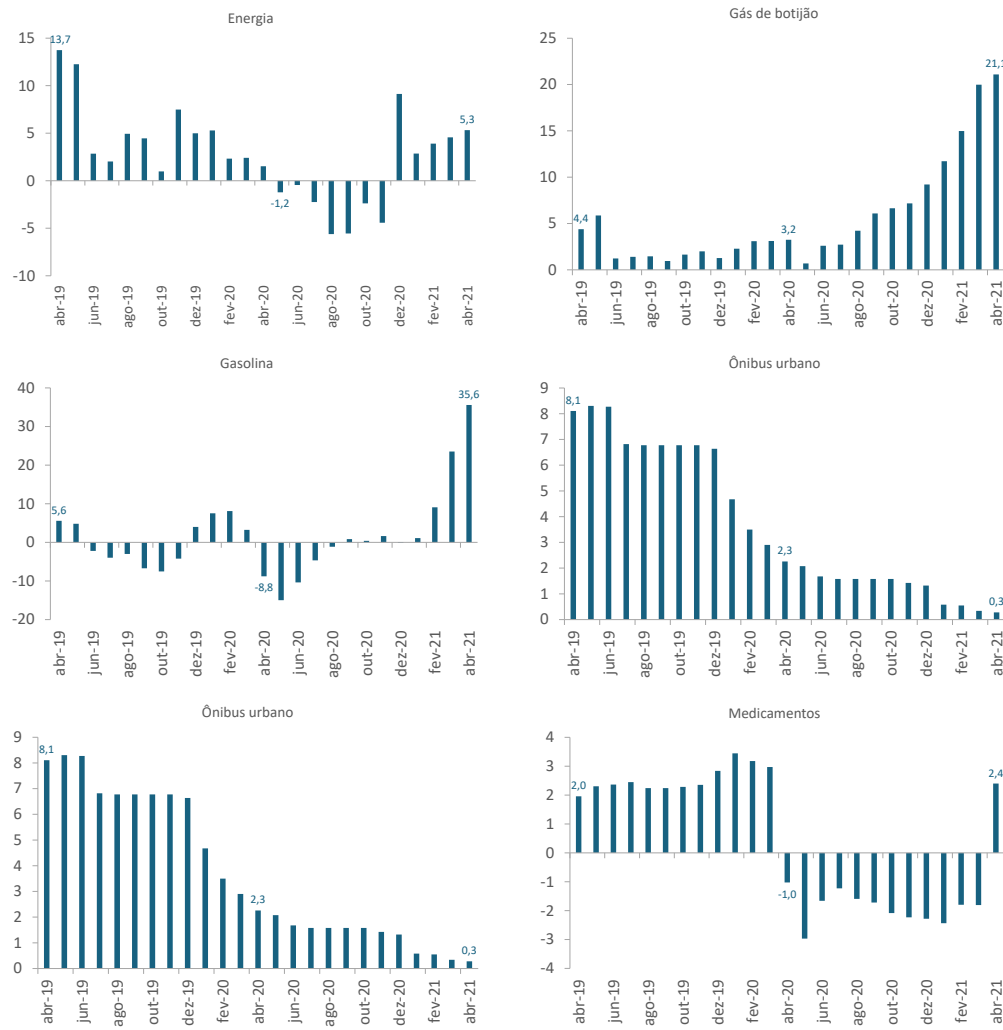 Energia
15
10
5
0
-5
-10
13,7
-1,2
5,3
abr-19
jun-19
ago-19
out-19
dez-19
fev-20
abr-20
jun-20
ago-20
out-20
dez-20
fev-21
abr-21
Gás de botijão
25
20
15
10
5
0
4,4
3,2
21,1
abr-19
jun-19
ago-19
out-19
dez-19
fev-20
abr-20
jun-20
ago-20
out-20
dez-20
fev-21
abr-21
Gasolina
40
30
20
10
0
-10
-20
5,6
-8,8
35,6
abr-19
jun-19
ago-19
out-19
dez-19
fev-20
abr-20
jun-20
ago-20
out-20
dez-20
fev-21
abr-21
Ônibus urbano
9
8
7
6
5
4
3
2
1
0
8,1
2,3
0,3
abr-19
jun-19
ago-19
out-19
dez-19
fev-20
abr-20
jun-20
ago-20
out-20
dez-20
fev-21
abr-21
Ônibus urbano
9
8
7
6
5
4
3
2
1
0
8,1
2,3
0,3
abr-19
jun-19
ago-19
out-19
dez-19
fev-20
abr-20
jun-20
ago-20
out-20
dez-20
fev-21
abr-21
Medicamentos
4
3
2
1
0
-1
-2
-3
-4
2,0
-1,0
2,4
abr-19
jun-19
ago-19
out-19
dez-19
fev-20
abr-20
jun-20
ago-20
out-20
dez-20
fev-21
abr-21